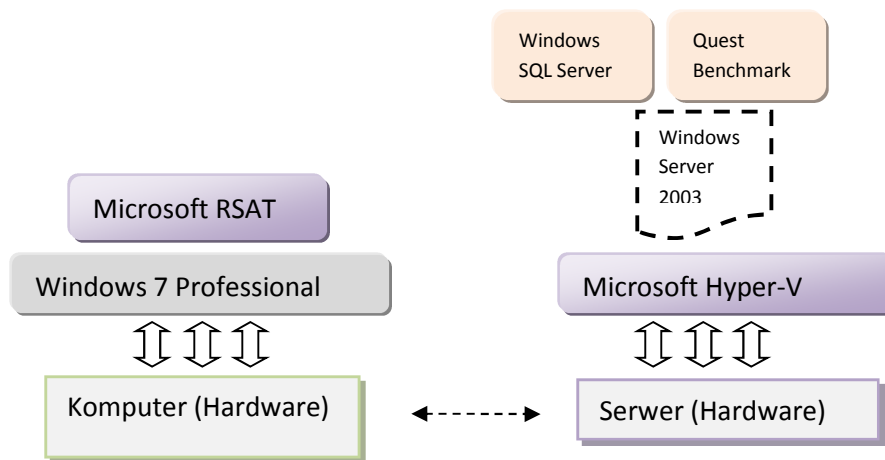 Windows
SQL Server
Quest
Benchmark
Windows
Server
2003
Microsoft RSAT
Windows 7 Professional
Microsoft Hyper-V
Komputer (Hardware)
Serwer (Hardware)